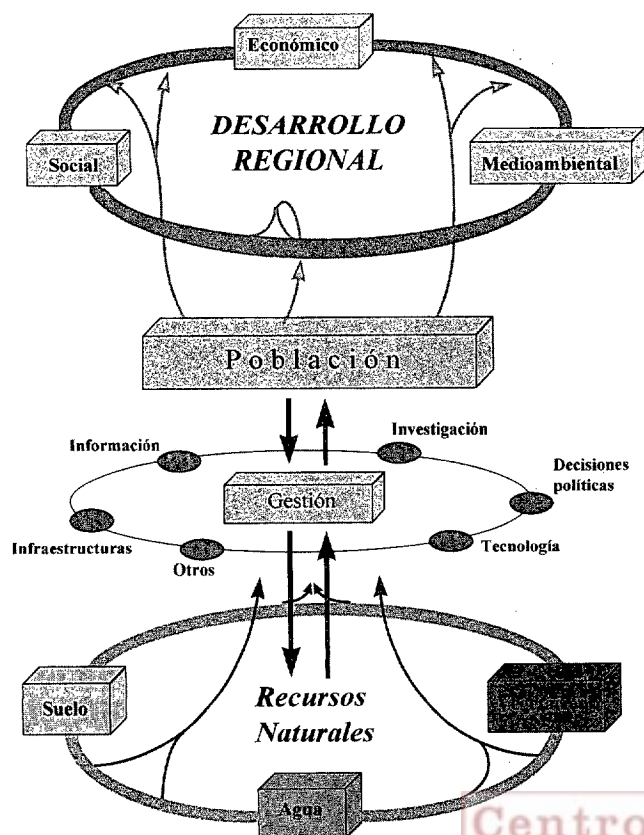 Económico
DESARROLLO
REGIONAL
Social
Medioambiental
Población
Información
Investigación
Decisiones
políticas
Gestión
Infraestructuras
Otros
Tecnología
Suelo
Recursos
Naturales
Agua
Centro